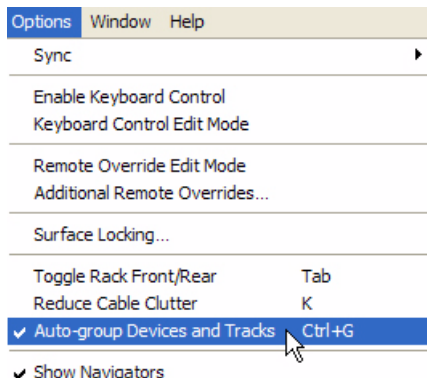 Options Window Help
Sync
Enable Keyboard Control
Keyboard Control Edit Mode
Remote Override Edit Mode
Additional Remote Overrides...
Surface Locking...
Toggle Rack Front/Rear Tab
Reduce Cable Clutter K
Auto-group Devices and Tracks Ctrl+G
Show Navigators